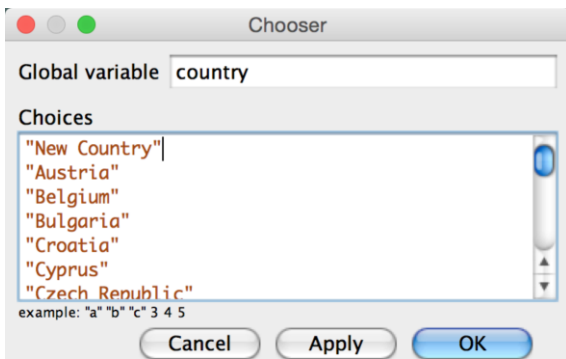 Chooser
Global variable country
Choices
"New Country"
"Austria"
"Belgium"
"Bulgaria"
"Croatia"
"Cyprus"
"Czech Republic"
example: "a" "b" "c" 3 4 5
Cancel Apply OK